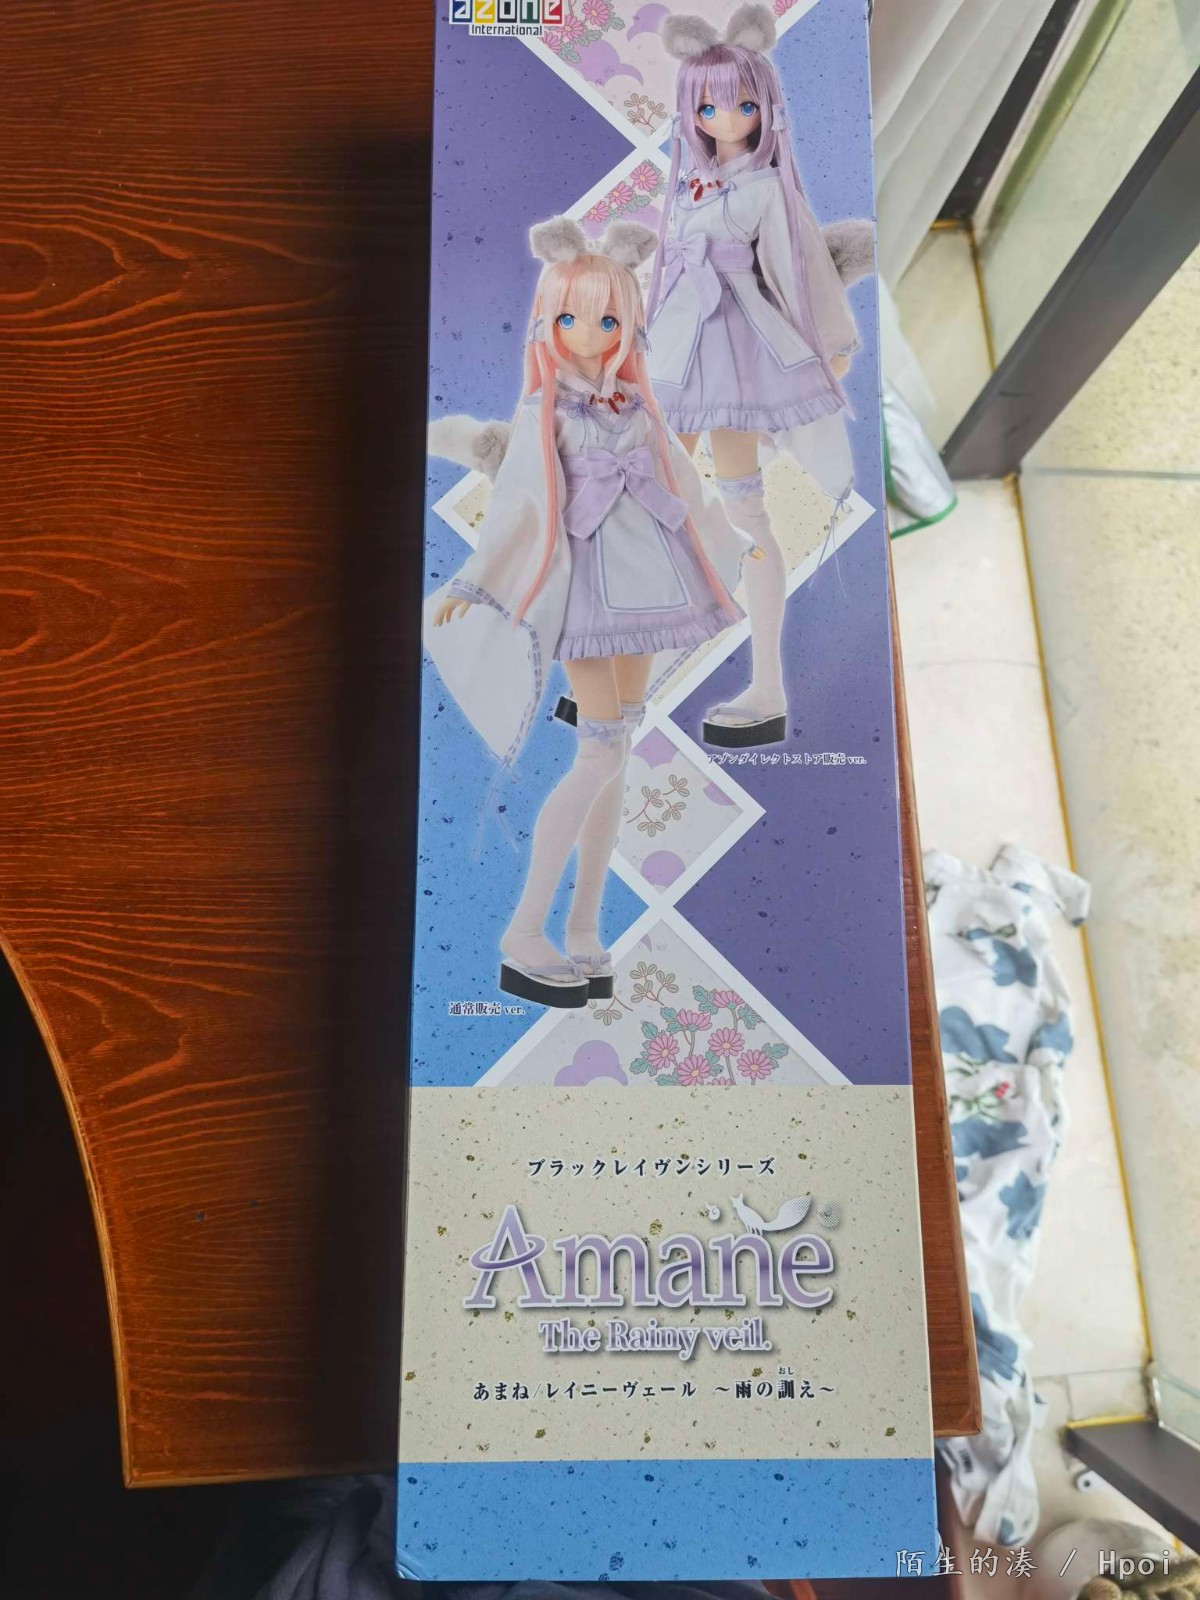 azone
International
アゾンダイレクトストア販売 ver.
通常販売 ver.
ブラックレイヴンシリーズ
Amane
The Rainy veil.
おし
あまね/レイニーヴェール ～雨の訓え～
陌生的凑 / Hpoi